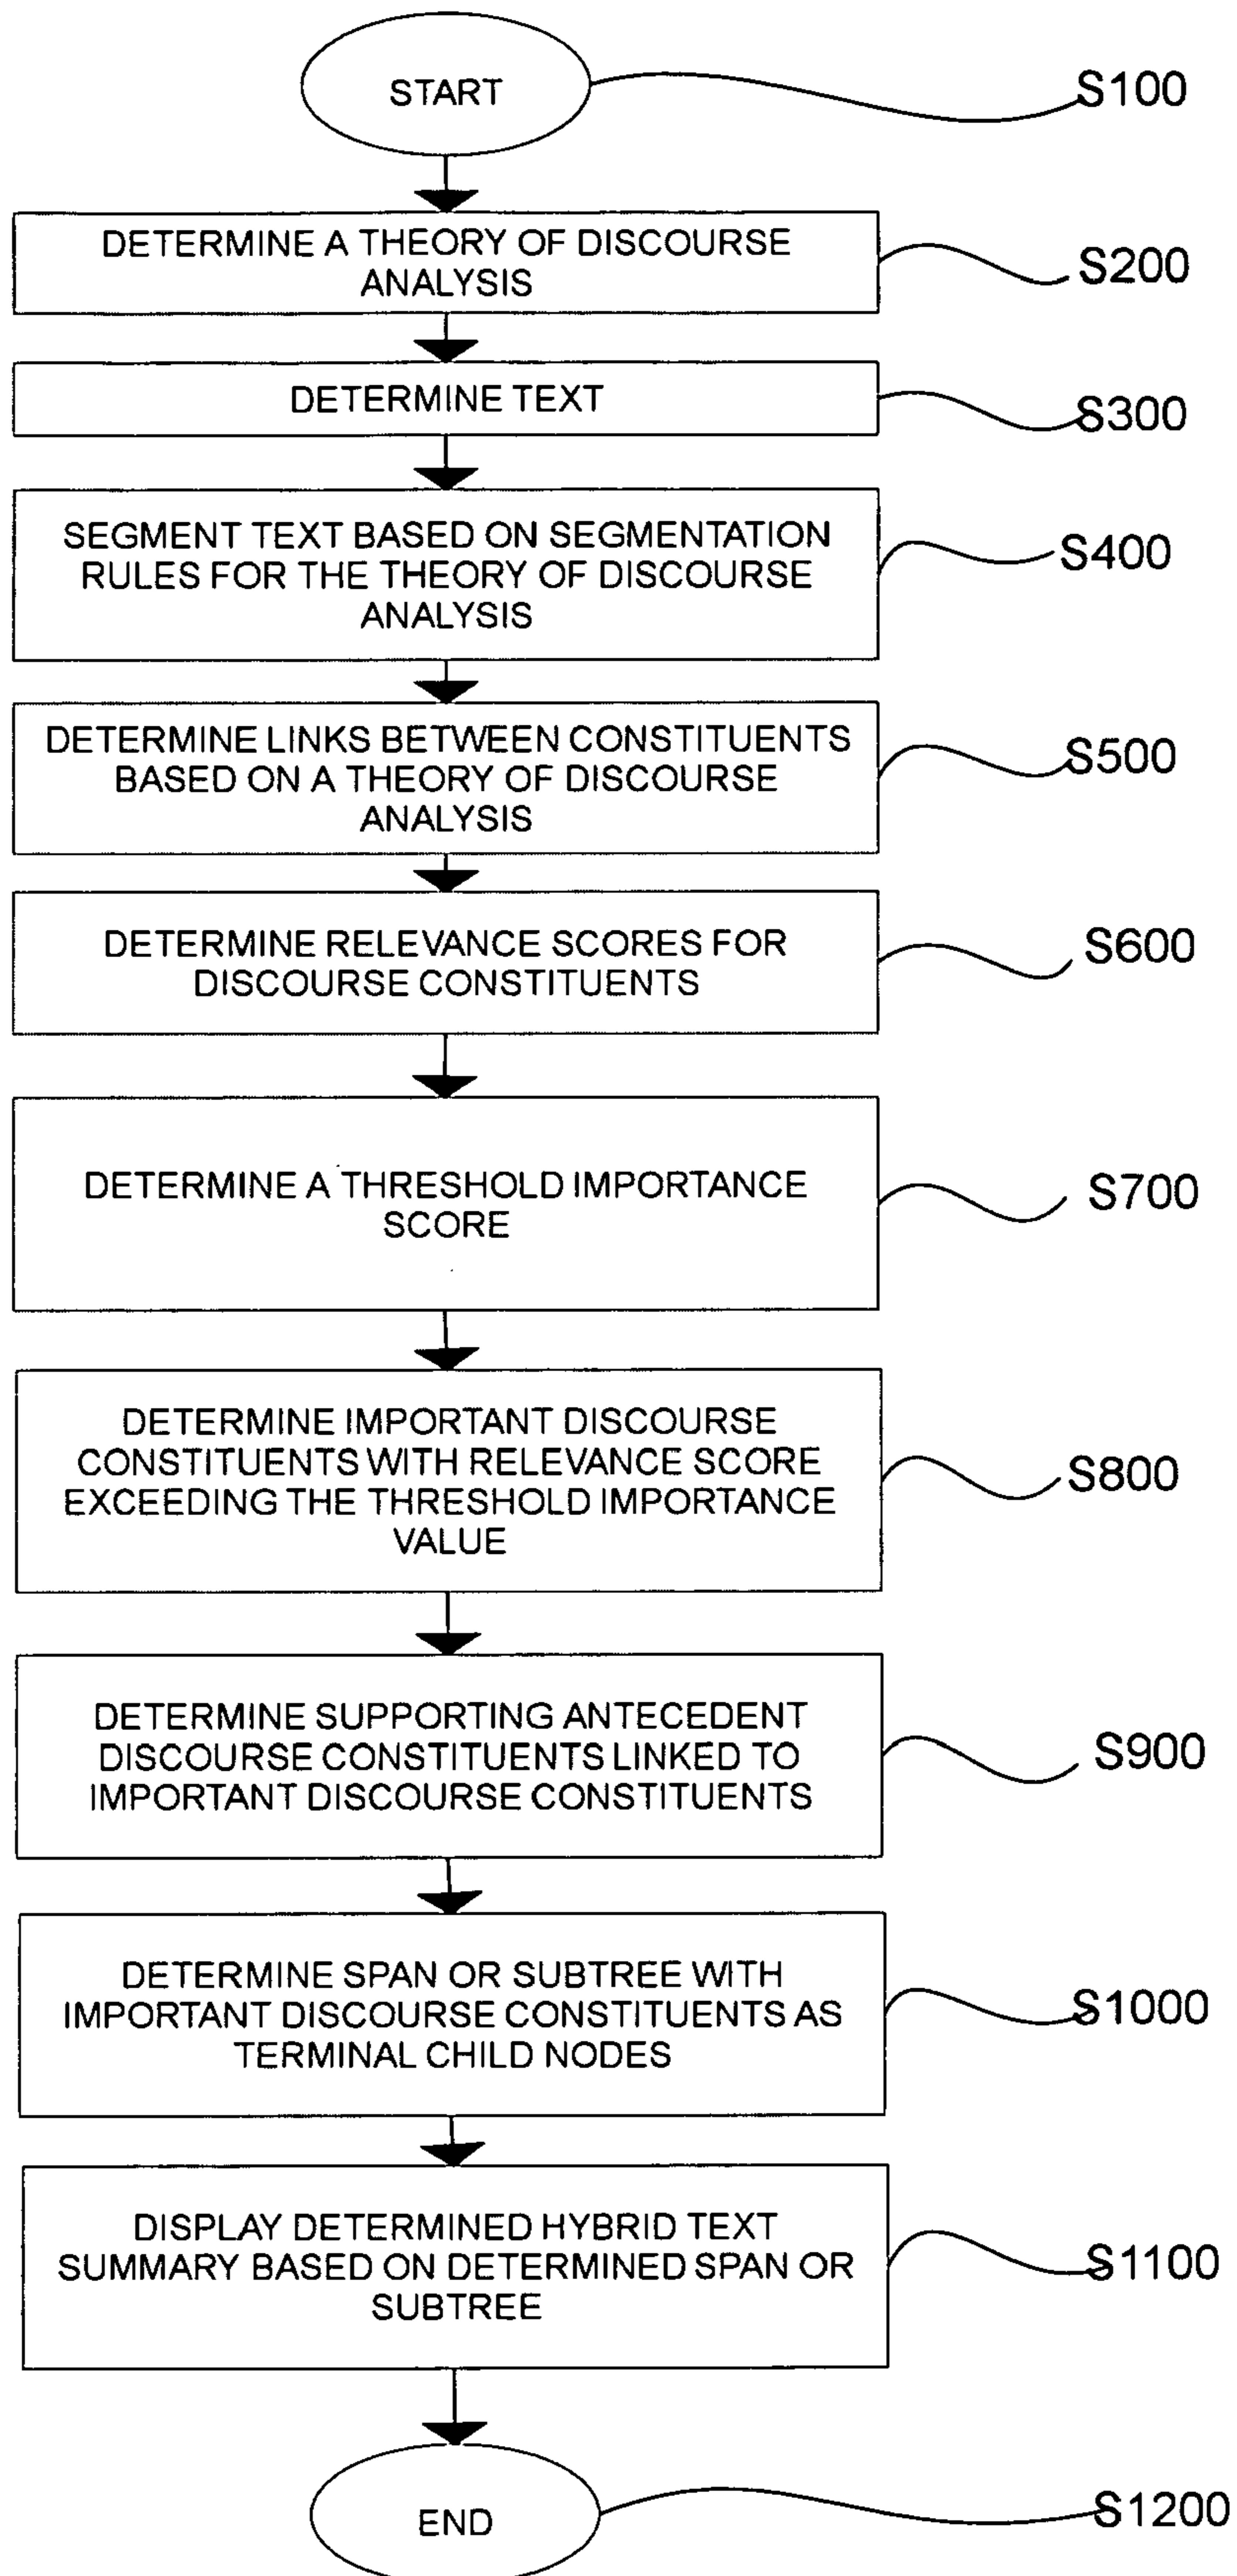 START
S100
DETERMINE A THEORY OF DISCOURSE
ANALYSIS
S200
DETERMINE TEXT
S300
SEGMENT TEXT BASED ON SEGMENTATION
RULES FOR THE THEORY OF DISCOURSE
ANALYSIS
S400
DETERMINE LINKS BETWEEN CONSTITUENTS
BASED ON A THEORY OF DISCOURSE
ANALYSIS
S500
DETERMINE RELEVANCE SCORES FOR
DISCOURSE CONSTITUENTS
S600
DETERMINE A THRESHOLD IMPORTANCE
SCORE
S700
DETERMINE IMPORTANT DISCOURSE
CONSTITUENTS WITH RELEVANCE SCORE
EXCEEDING THE THRESHOLD IMPORTANCE
VALUE
S800
DETERMINE SUPPORTING ANTECEDENT
DISCOURSE CONSTITUENTS LINKED TO
IMPORTANT DISCOURSE CONSTITUENTS
S900
DETERMINE SPAN OR SUBTREE WITH
IMPORTANT DISCOURSE CONSTITUENTS AS
TERMINAL CHILD NODES
S1000
DISPLAY DETERMINED HYBRID TEXT
SUMMARY BASED ON DETERMINED SPAN OR
SUBTREE
S1100
END
S1200